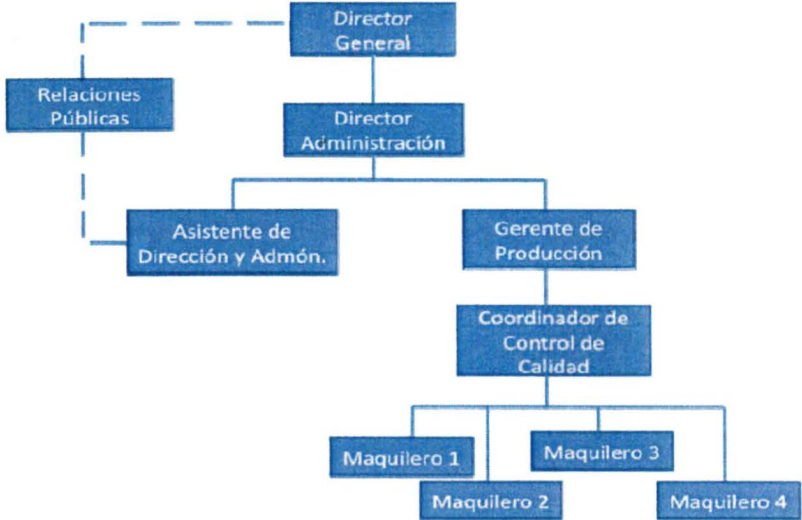 Director
General
Relaciones
Públicas
Director
Administración
Asistente de
Dirección y Admón.
Gerente de
Producción
Coordinador de
Control de
Calidad
Maquilero 1
Maquilero 2
Maquilero 3
Maquilero 4